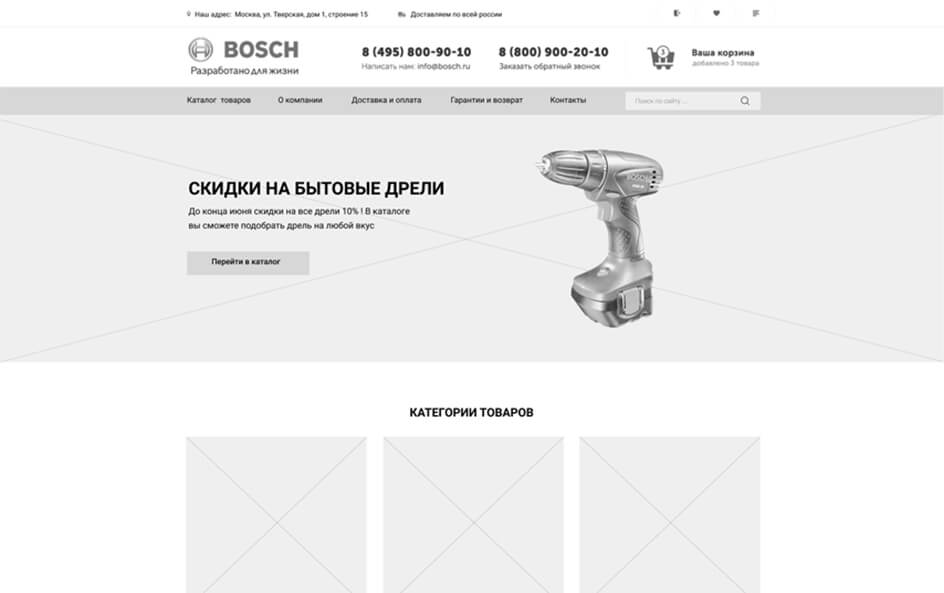 Наш адрес: Москва, ул. Тверская, дом 1, строение 15
Доставляем по всей россии
BOSCH
Разработано для жизни
8 (495) 800-90-10
Написать нам: info@bosch.ru
8 (800) 900-20-10
Заказать обратный звонок
3
Ваша корзина
добавлено 3 товара
Каталог товаров
О компании
Доставка и оплата
Гарантии и возврат
Контакты
Поиск по сайту ...
СКИДКИ НА БЫТОВЫЕ ДРЕЛИ
До конца июня скидки на все дрели 10% ! В каталоге
вы сможете подобрать дрель на любой вкус
Перейти в каталог
BOSCH
КАТЕГОРИИ ТОВАРОВ